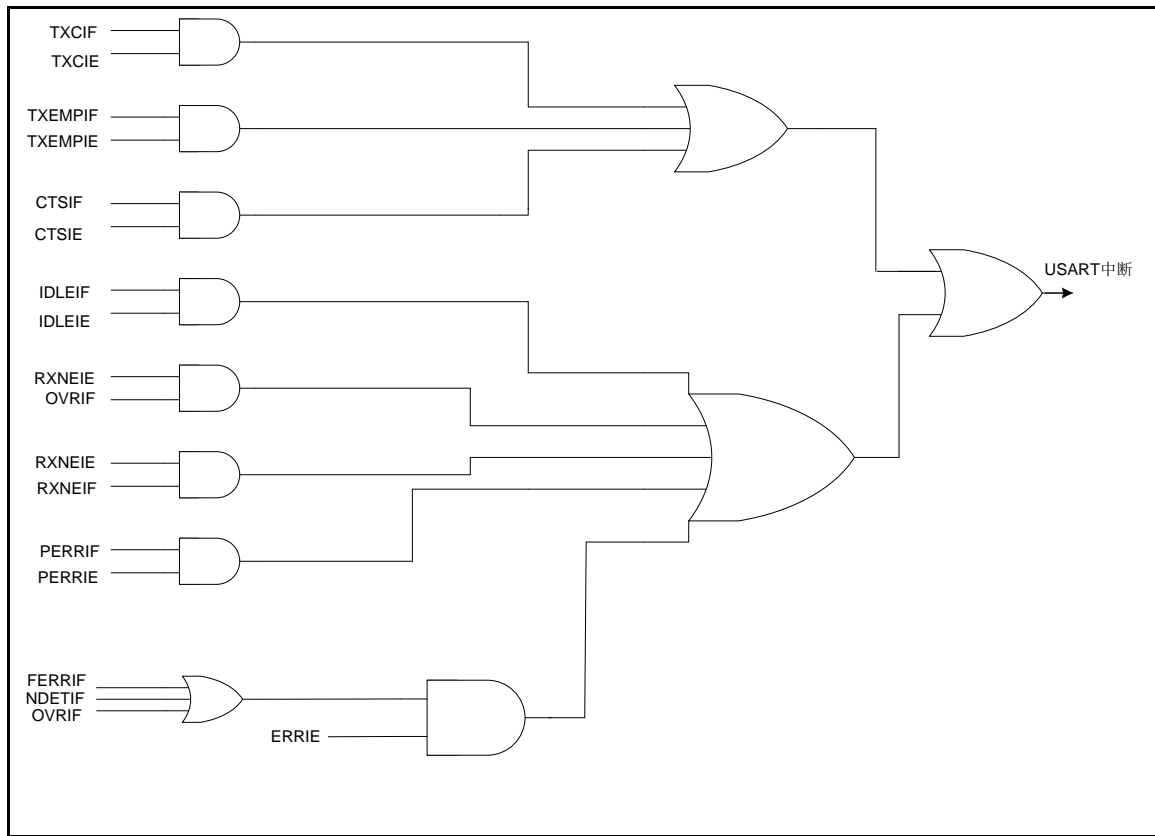 TXCIF
TXCIE
TXEMPIF
TXEMPIE
CTSIF
CTSIE
IDLEIF
IDLEIE
RXNEIE
OVRIF
RXNEIE
RXNEIF
PERRIF
PERRIE
FERRIF
NDETIF
OVRIF
ERRIE
USART中断